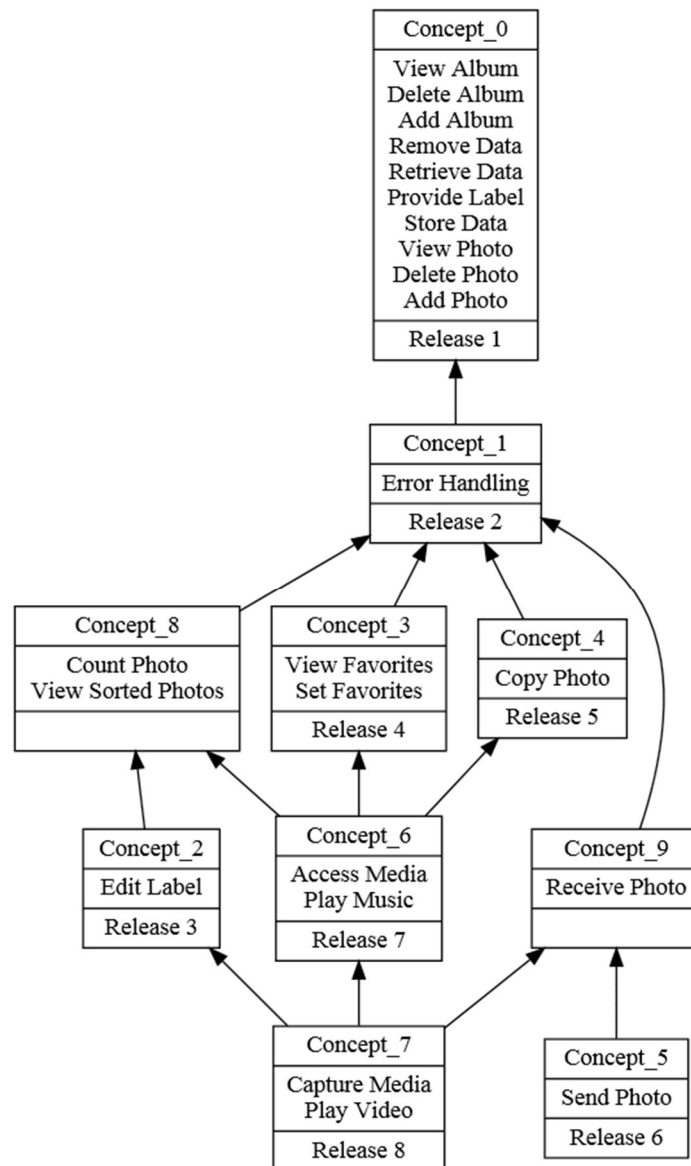 Concept_0
View Album
Delete Album
Add Album
Remove Data
Retrieve Data
Provide Label
Store Data
View Photo
Delete Photo
Add Photo
Release 1
Concept_1
Error Handling
Release 2
Concept_8
Count Photo
View Sorted Photos
Concept_3
View Favorites
Set Favorites
Release 4
Concept_4
Copy Photo
Release 5
Concept_2
Edit Label
Release 3
Concept_6
Access Media
Play Music
Release 7
Concept_9
Receive Photo
Concept_7
Capture Media
Play Video
Release 8
Concept_5
Send Photo
Release 6